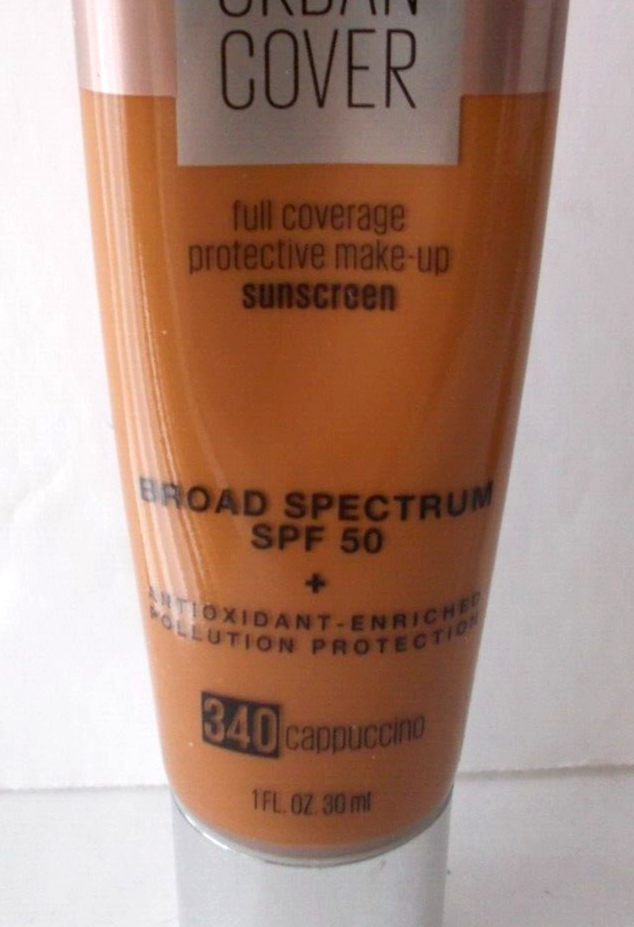 URBAN
COVER
full coverage
protective make-up
sunscreen
BROAD SPECTRUM
SPF 50
+
ANTIOXIDANT-ENRICHED
POLLUTION PROTECTION
340 cappuccino
1 FL. OZ. 30 ml